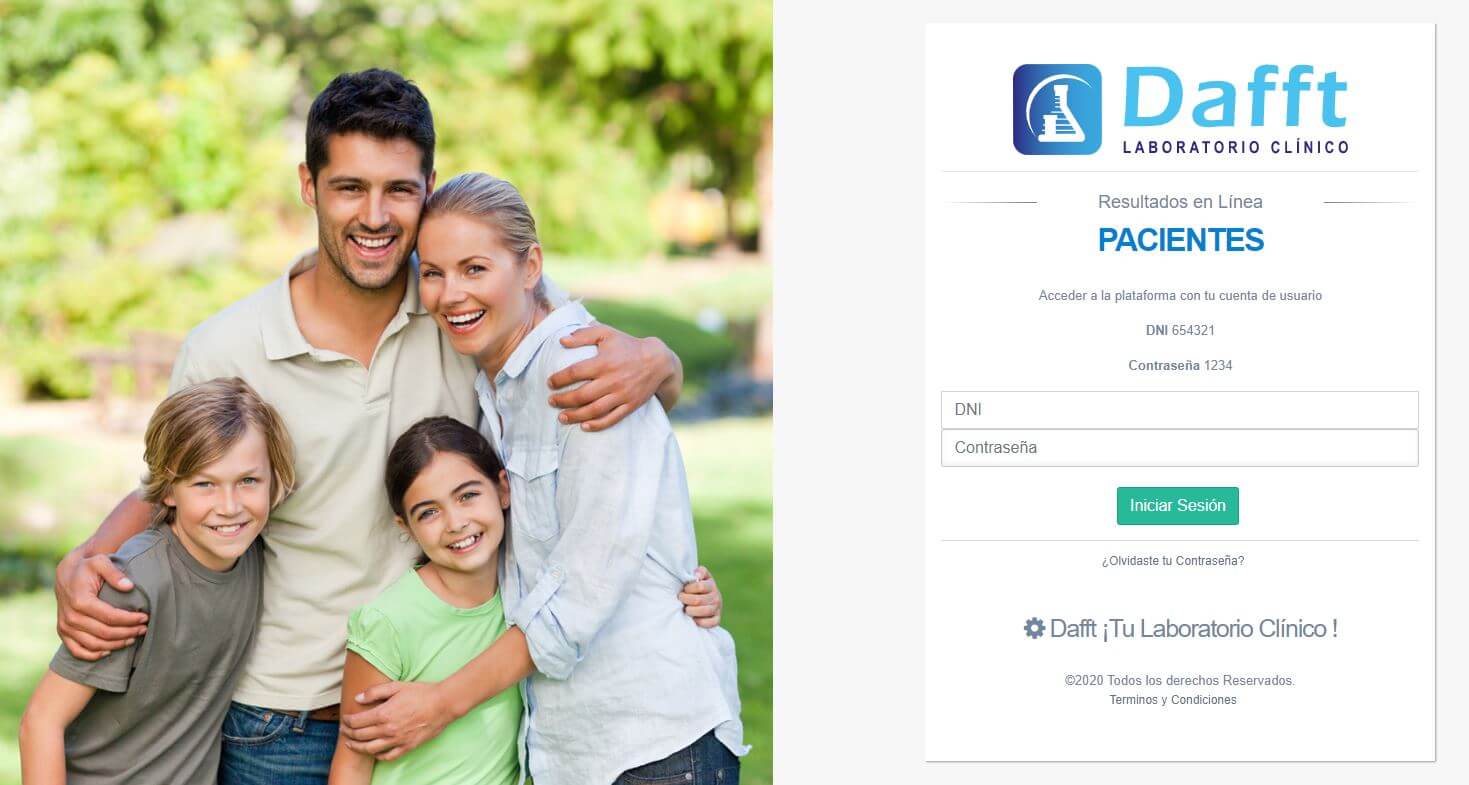 Dafft
LABORATORIO CLÍNICO
Resultados en Línea
PACIENTES
Acceder a la plataforma con tu cuenta de usuario
DNI 654321
Contraseña 1234
DNI
Contraseña
Iniciar Sesión
¿Olvidaste tu Contraseña?
Dafft ¡Tu Laboratorio Clínico !
©2020 Todos los derechos Reservados.
Terminos y Condiciones